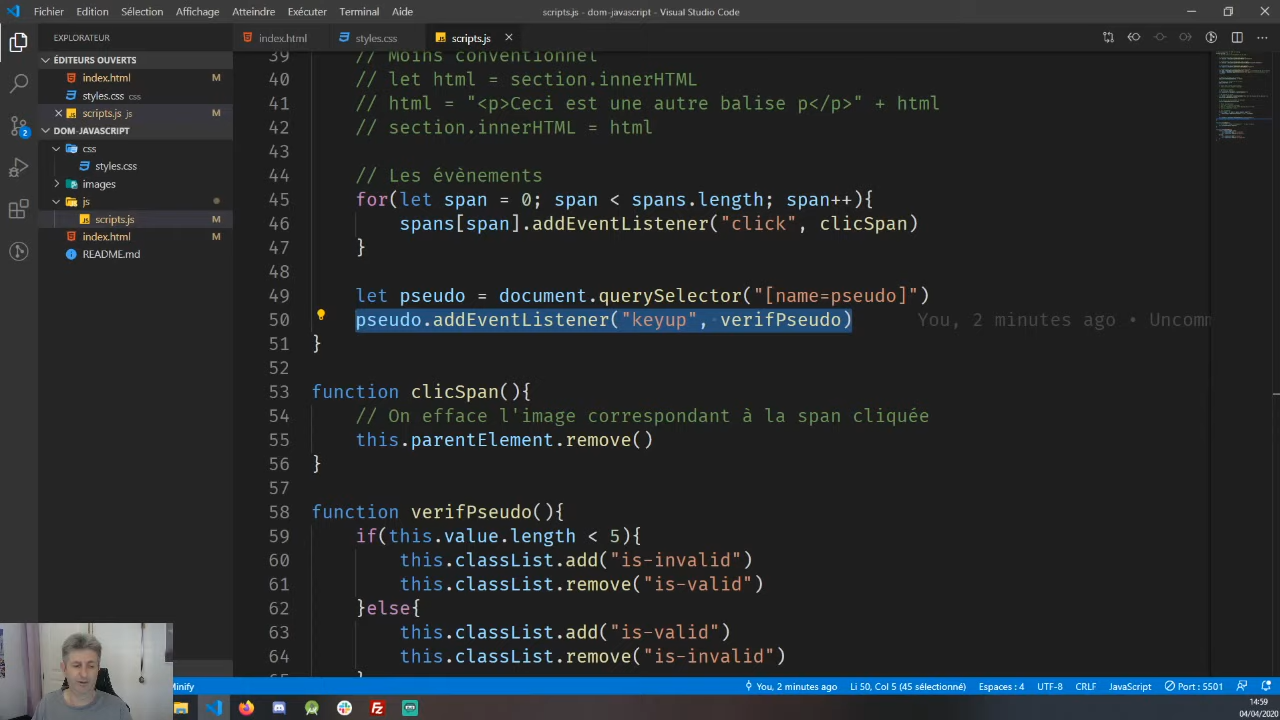 Fichier Edition Sélection Affichage Atteindre Exécuter Terminal Aide
scripts.js - dom-javascript - Visual Studio Code
EXPLORATEUR
index.html
styles.css
scripts.js
ÉDITEURS OUVERTS
index.html M
styles.css css
scripts.js js M
DOM-JAVASCRIPT
css
styles.css
images
js
scripts.js M
index.html M
README.md
2
39 // Moins conventionnel
40 // let html = section.innerHTML
41 // html = "<p>Ceci est une autre balise p</p>" + html
42 // section.innerHTML = html
43
44 // Les évènements
45 for(let span = 0; span < spans.length; span++){
46 spans[span].addEventListener("click", clicSpan)
47 }
48
49 let pseudo = document.querySelector("[name=pseudo]")
50 pseudo.addEventListener("keyup", verifPseudo) You, 2 minutes ago • Uncomm
51 }
52
53 function clicSpan(){
54 // On efface l'image correspondant à la span cliquée
55 this.parentElement.remove()
56 }
57
58 function verifPseudo(){
59 if(this.value.length < 5){
60 this.classList.add("is-invalid")
61 this.classList.remove("is-valid")
62 }else{
63 this.classList.add("is-valid")
64 this.classList.remove("is-invalid")
Minify You, 2 minutes ago Li 50, Col 5 (45 sélectionné) Espaces : 4 UTF-8 CRLF JavaScript Port : 5501
14:59
04/04/2020